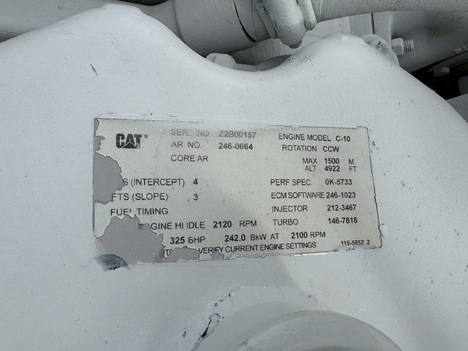 CAT
SER. NO. Z2B00157
ENGINE MODEL C-10
AR NO. 246-0664
ROTATION CCW
CORE AR
MAX 1500 M.
ALT 4922 FT
(INTERCEPT) 4
PERF SPEC 0K-5733
FTS (SLOPE) 3
ECM SOFTWARE 246-1023
FUEL TIMING
INJECTOR 212-3467
HI IDLE 2120 RPM
TURBO 146-7818
325 BHP 242.0 BKW AT 2100 RPM
VERIFY CURRENT ENGINE SETTINGS
115-5852 3